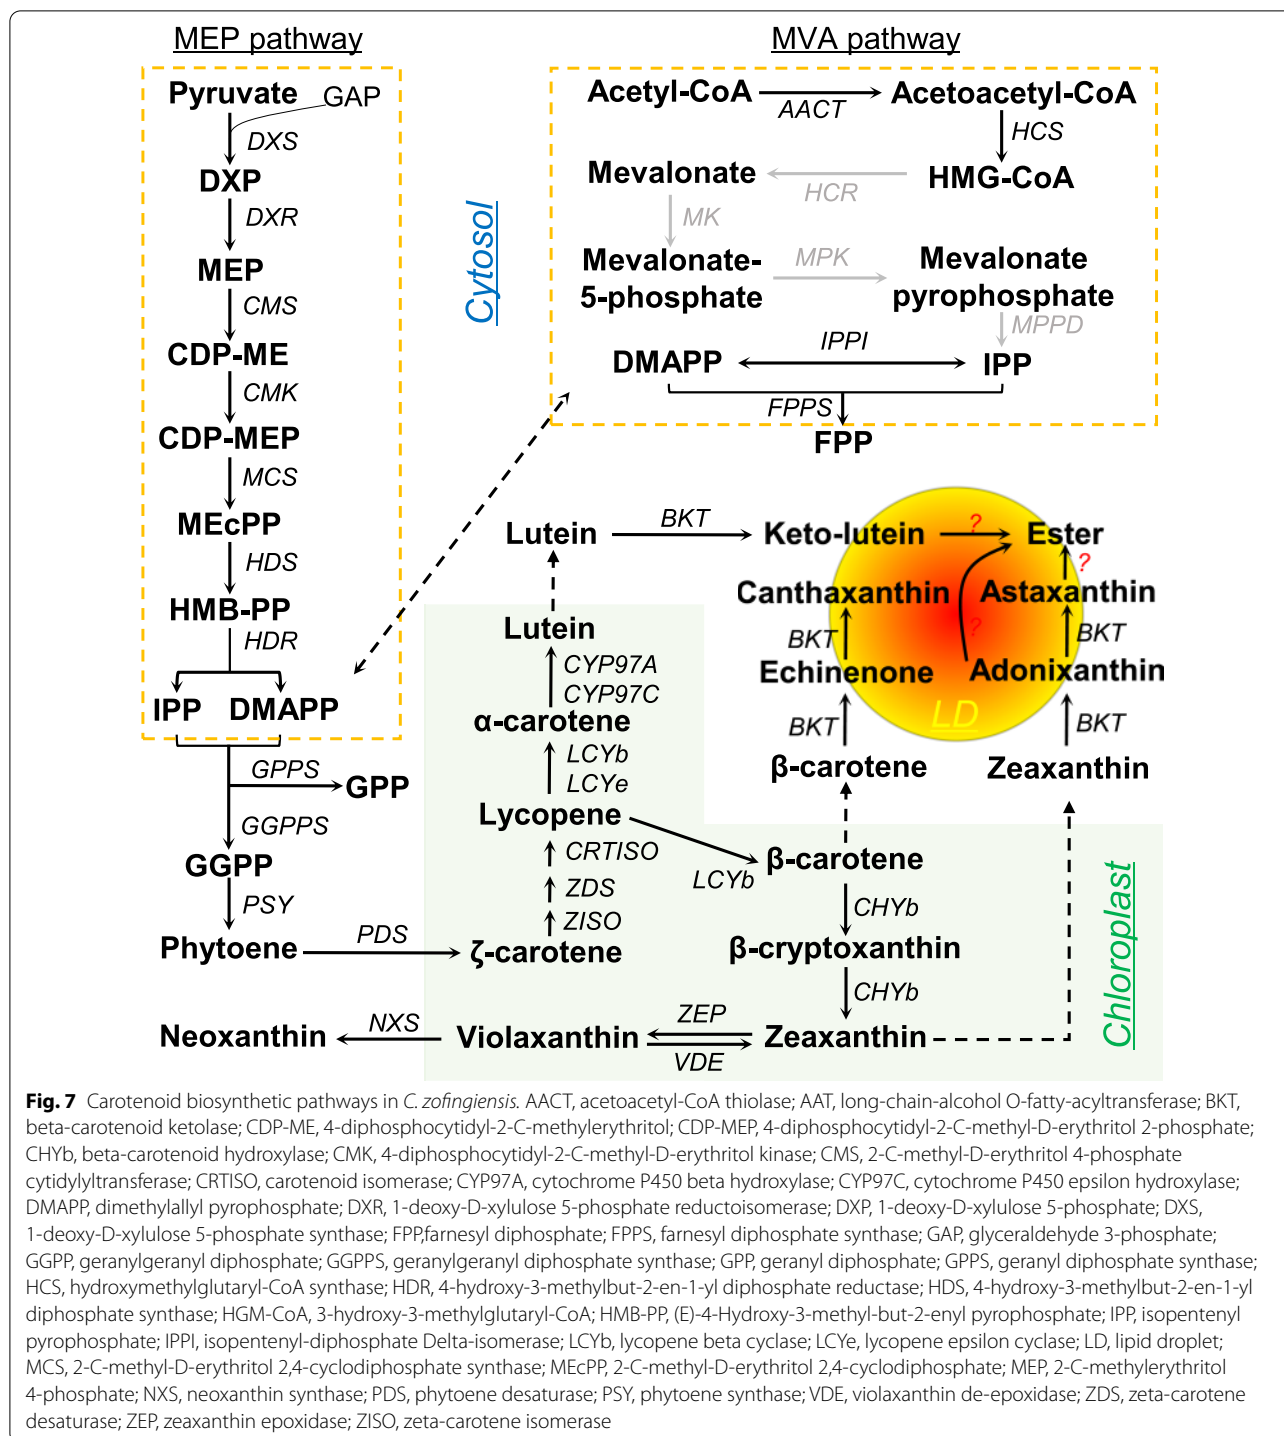 MEP pathway
Pyruvate
GAP
DXS
DXP
DXR
MEP
CMS
CDP-ME
CMK
CDP-MEP
MCS
MEcPP
HDS
HMB-PP
HDR
IPP DMAPP
GPPS
GPP
GGPPS
GGPP
PSY
Phytoene
Cytosol
MVA pathway
Acetyl-CoA
AACT
Acetoacetyl-CoA
HCS
Mevalonate
HCR
HMG-CoA
MK
Mevalonate-
5-phosphate
MPK
Mevalonate
pyrophosphate
MPPD
DMAPP
IPPI
IPP
FPPS
FPP
Lutein
BKT
Keto-lutein
?
Ester
?
Canthaxanthin
Astaxanthin
?
BKT
BKT
Echinenone
Adonixanthin
LD
BKT
BKT
β-carotene
Zeaxanthin
Lutein
CYP97A
CYP97C
α-carotene
LCYb
LCYe
Lycopene
CRTISO
ZDS
ZISO
PDS
ζ-carotene
LCYb
β-carotene
CHYb
β-cryptoxanthin
CHYb
Neoxanthin
NXS
Violaxanthin
ZEP
VDE
Zeaxanthin
Chloroplast
Fig. 7 Carotenoid biosynthetic pathways in C. zofingiensis. AACT, acetoacetyl-CoA thiolase; AAT, long-chain-alcohol O-fatty-acyltransferase; BKT,
beta-carotenoid ketolase; CDP-ME, 4-diphosphocytidyl-2-C-methylerythritol; CDP-MEP, 4-diphosphocytidyl-2-C-methyl-D-erythritol 2-phosphate;
CHYb, beta-carotenoid hydroxylase; CMK, 4-diphosphocytidyl-2-C-methyl-D-erythritol kinase; CMS, 2-C-methyl-D-erythritol 4-phosphate
cytidylyltransferase; CRTISO, carotenoid isomerase; CYP97A, cytochrome P450 beta hydroxylase; CYP97C, cytochrome P450 epsilon hydroxylase;
DMAPP, dimethylallyl pyrophosphate; DXR, 1-deoxy-D-xylulose 5-phosphate reductoisomerase; DXP, 1-deoxy-D-xylulose 5-phosphate; DXS,
1-deoxy-D-xylulose 5-phosphate synthase; FPP,farnesyl diphosphate; FPPS, farnesyl diphosphate synthase; GAP, glyceraldehyde 3-phosphate;
GGPP, geranylgeranyl diphosphate; GGPPS, geranylgeranyl diphosphate synthase; GPP, geranyl diphosphate; GPPS, geranyl diphosphate synthase;
HCS, hydroxymethylglutaryl-CoA synthase; HDR, 4-hydroxy-3-methylbut-2-en-1-yl diphosphate reductase; HDS, 4-hydroxy-3-methylbut-2-en-1-yl
diphosphate synthase; HGM-CoA, 3-hydroxy-3-methylglutaryl-CoA; HMB-PP, (E)-4-Hydroxy-3-methyl-but-2-enyl pyrophosphate; IPP, isopentenyl
pyrophosphate; IPPI, isopentenyl-diphosphate Delta-isomerase; LCYb, lycopene beta cyclase; LCYe, lycopene epsilon cyclase; LD, lipid droplet;
MCS, 2-C-methyl-D-erythritol 2,4-cyclodiphosphate synthase; MEcPP, 2-C-methyl-D-erythritol 2,4-cyclodiphosphate; MEP, 2-C-methylerythritol
4-phosphate; NXS, neoxanthin synthase; PDS, phytoene desaturase; PSY, phytoene synthase; VDE, violaxanthin de-epoxidase; ZDS, zeta-carotene
desaturase; ZEP, zeaxanthin epoxidase; ZISO, zeta-carotene isomerase